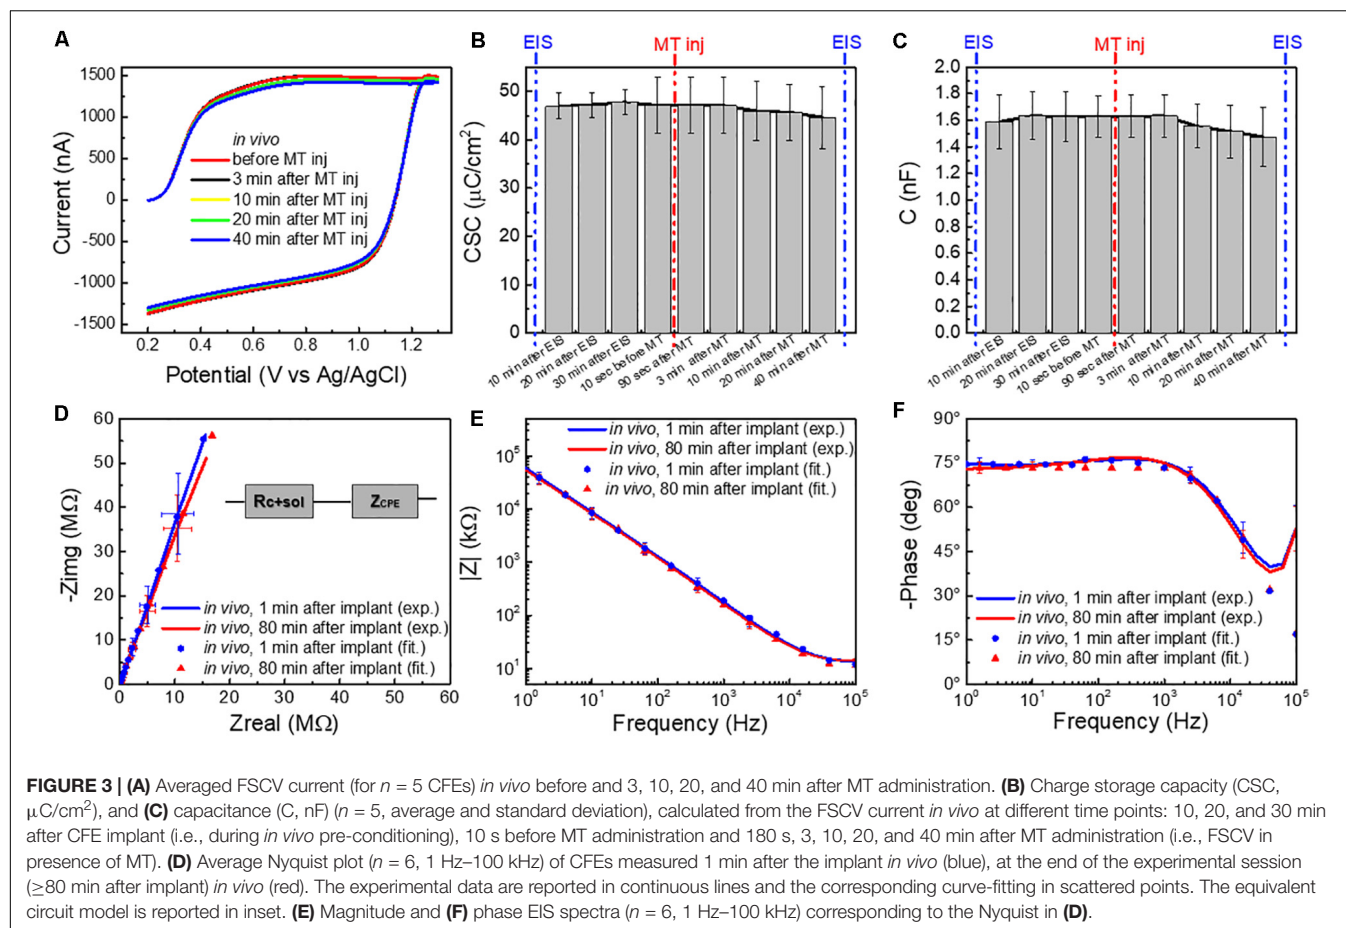 A
1500
1000
500
0
-500
-1000
-1500
Current (nA)
in vivo
before MT inj
3 min after MT inj
10 min after MT inj
20 min after MT inj
40 min after MT inj
0.2 0.4 0.6 0.8 1.0 1.2
Potential (V vs Ag/AgCl)
B
EIS MT inj EIS
50
40
30
20
10
0
CSC (μC/cm²)
10 min after EIS
20 min after EIS
30 min after EIS
10 sec before MT
90 sec after MT
3 min after MT
10 min after MT
20 min after MT
40 min after MT
C
EIS MT inj EIS
2.0
1.8
1.6
1.4
1.2
1.0
0.8
0.6
0.4
0.2
0.0
C (nF)
10 min after EIS
20 min after EIS
30 min after EIS
10 sec before MT
90 sec after MT
3 min after MT
10 min after MT
20 min after MT
40 min after MT
D
60
50
40
30
20
10
0
-Zimg (MΩ)
Rc+sol ZCPE
in vivo, 1 min after implant (exp.)
in vivo, 80 min after implant (exp.)
in vivo, 1 min after implant (fit.)
in vivo, 80 min after implant (fit.)
0 10 20 30 40 50 60
Zreal (MΩ)
E
10⁵
10⁴
10³
10²
10¹
|Z| (kΩ)
in vivo, 1 min after implant (exp.)
in vivo, 80 min after implant (exp.)
in vivo, 1 min after implant (fit.)
in vivo, 80 min after implant (fit.)
10⁰ 10¹ 10² 10³ 10⁴ 10⁵
Frequency (Hz)
F
90°
75°
60°
45°
30°
15°
0°
-Phase (deg)
in vivo, 1 min after implant (exp.)
in vivo, 80 min after implant (exp.)
in vivo, 1 min after implant (fit.)
in vivo, 80 min after implant (fit.)
10⁰ 10¹ 10² 10³ 10⁴ 10⁵
Frequency (Hz)
FIGURE 3 | (A) Averaged FSCV current (for n = 5 CFEs) in vivo before and 3, 10, 20, and 40 min after MT administration. (B) Charge storage capacity (CSC,
μC/cm²), and (C) capacitance (C, nF) (n = 5, average and standard deviation), calculated from the FSCV current in vivo at different time points: 10, 20, and 30 min
after CFE implant (i.e., during in vivo pre-conditioning), 10 s before MT administration and 180 s, 3, 10, 20, and 40 min after MT administration (i.e., FSCV in
presence of MT). (D) Average Nyquist plot (n = 6, 1 Hz–100 kHz) of CFEs measured 1 min after the implant in vivo (blue), at the end of the experimental session
(≥80 min after implant) in vivo (red). The experimental data are reported in continuous lines and the corresponding curve-fitting in scattered points. The equivalent
circuit model is reported in inset. (E) Magnitude and (F) phase EIS spectra (n = 6, 1 Hz–100 kHz) corresponding to the Nyquist in (D).